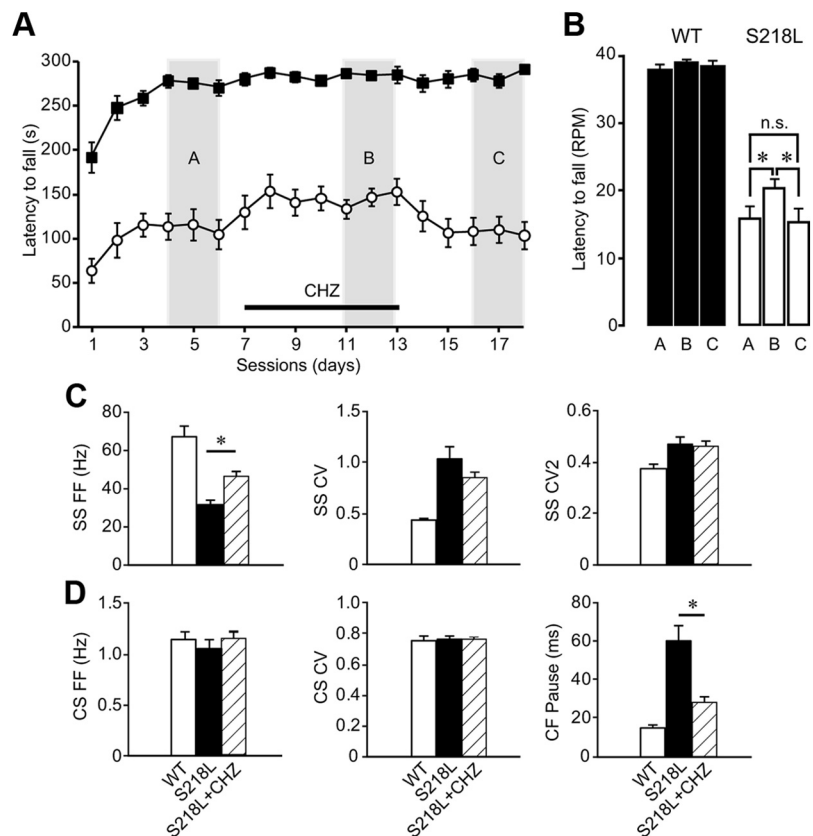 A
Latency to fall (s)
300
250
200
150
100
50
0
A
B
C
CHZ
1
3
5
7
9
11
13
15
17
Sessions (days)
B
WT
S218L
Latency to fall (RPM)
40
30
20
10
0
n.s.
* *
A
B
C
A
B
C
C
SS FF (Hz)
80
60
40
20
0
*
SS CV
1.5
1.0
0.5
0
SS CV2
0.6
0.4
0.2
0
D
CS FF (Hz)
1.5
1.0
0.5
0
WT
S218L
S218L+CHZ
CS CV
1.0
0.8
0.6
0.4
0.2
0
WT
S218L
S218L+CHZ
CF Pause (ms)
80
60
40
20
0
*
WT
S218L
S218L+CHZ